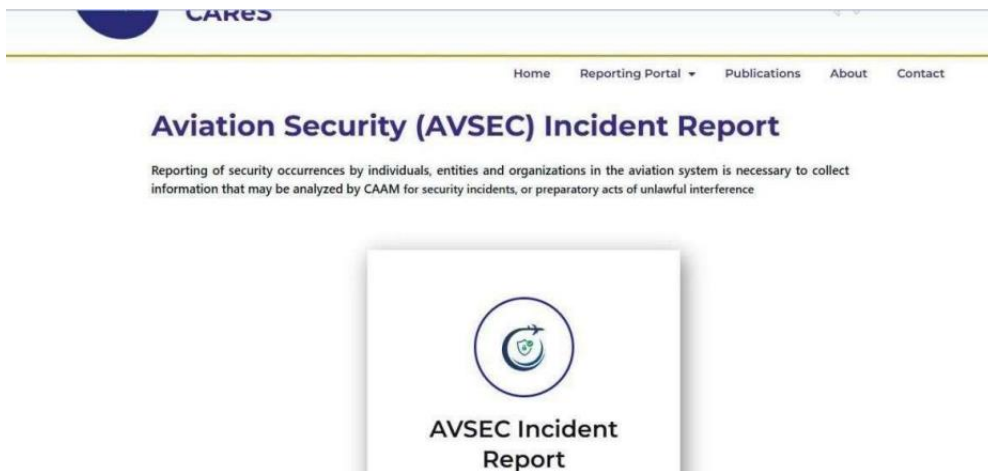 CAReS
Home Reporting Portal Publications About Contact
Aviation Security (AVSEC) Incident Report
Reporting of security occurrences by individuals, entities and organizations in the aviation system is necessary to collect
information that may be analyzed by CAAM for security incidents, or preparatory acts of unlawful interference
AVSEC Incident
Report